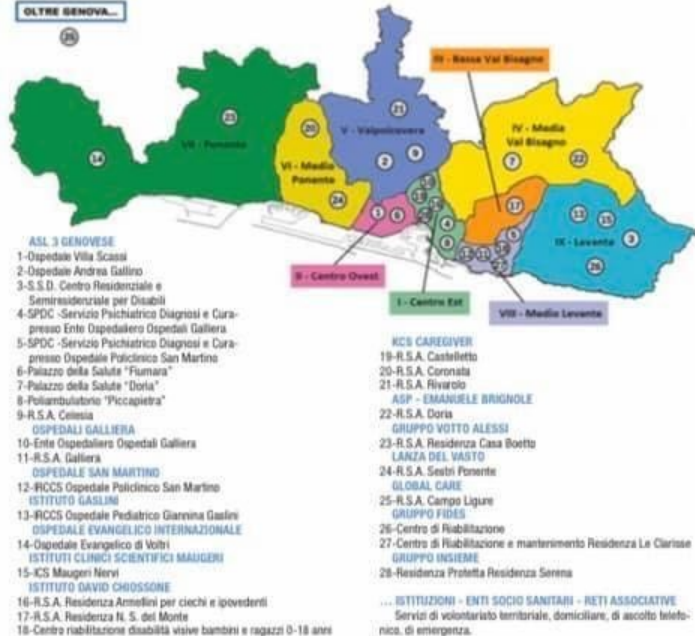 OLTRE GENOVA...
III - Bassa Val Bisagno
VII - Ponente
VI - Medio
Ponente
V - Valpolcevera
IV - Media
Val Bisagno
IX - Levante
II - Centro Ovest
I - Centro Est
VIII - Medio Levante
ASL 3 GENOVESE
1-Ospedale Villa Scassi
2-Ospedale Andrea Gallino
3-S.S.D. Centro Residenziale e
Semiresidenziale per Disabili
4-SPDC -Servizio Psichiatrico Diagnosi e Cura-
presso Ente Ospedaliero Ospedali Galliera
5-SPDC -Servizio Psichiatrico Diagnosi e Cura-
presso Ospedale Policlinico San Martino
6-Palazzo della Salute "Fiumara"
7-Palazzo della Salute "Doria"
8-Poliambulatorio "Piccapietra"
9-R.S.A. Celesia
OSPEDALI GALLIERA
10-Ente Ospedaliero Ospedali Galliera
11-R.S.A. Galliera
OSPEDALE SAN MARTINO
12-IRCCS Ospedale Policlinico San Martino
ISTITUTO GASLINI
13-IRCCS Ospedale Pediatrico Giannina Gaslini
OSPEDALE EVANGELICO INTERNAZIONALE
14-Ospedale Evangelico di Voltri
ISTITUTI CLINICI SCIENTIFICI MAUGERI
15-ICS Maugeri Nervi
ISTITUTO DAVID CHIOSSONE
16-R.S.A. Residenza Armellini per ciechi e ipovedenti
17-R.S.A. Residenza N. S. del Monte
18-Centro riabilitazione disabilità visive bambini e ragazzi 0-18 anni
KCS CAREGIVER
19-R.S.A. Castelletto
20-R.S.A. Coronata
21-R.S.A. Rivarolo
ASP - EMANUELE BRIGNOLE
22-R.S.A. Doria
GRUPPO VOTTO ALESSI
23-R.S.A. Residenza Casa Boetto
LANZA DEL VASTO
24-R.S.A. Sestri Ponente
GLOBAL CARE
25-R.S.A. Campo Ligure
GRUPPO FIDES
26-Centro di Riabilitazione
27-Centro di Riabilitazione e mantenimento Residenza Le Clarisse
GRUPPO INSIEME
28-Residenza Protetta Residenza Serena
... ISTITUZIONI - ENTI SOCIO SANITARI - RETI ASSOCIATIVE
Servizi di volontariato territoriale, domiciliare, di ascolto telefo-
nico, di emergenza.